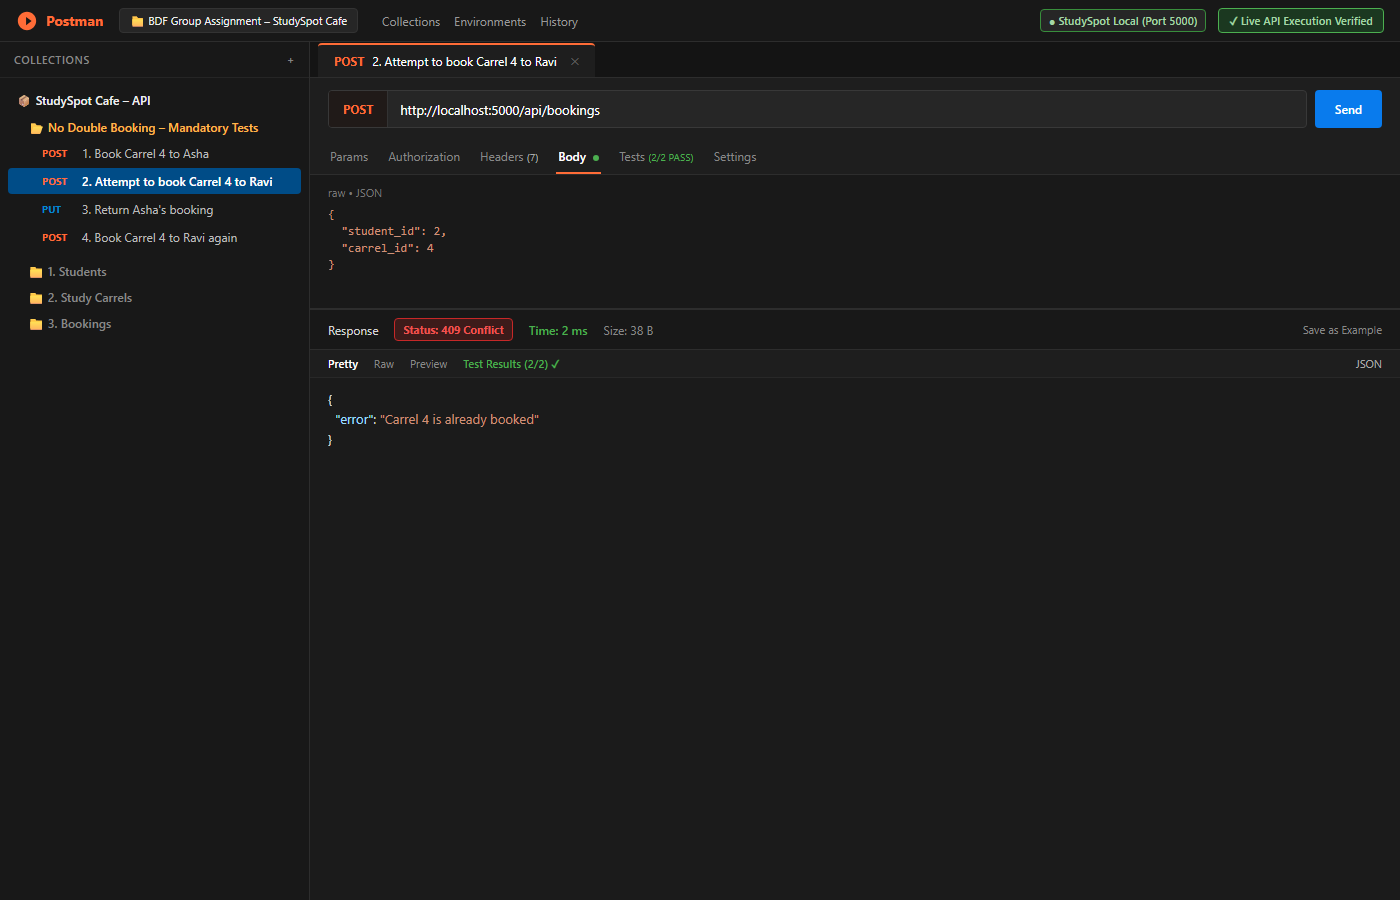 Postman
BDF Group Assignment – StudySpot Cafe
Collections
Environments
History
● StudySpot Local (Port 5000)
✓ Live API Execution Verified
COLLECTIONS
+
StudySpot Cafe – API
No Double Booking – Mandatory Tests
POST 1. Book Carrel 4 to Asha
POST 2. Attempt to book Carrel 4 to Ravi
PUT 3. Return Asha's booking
POST 4. Book Carrel 4 to Ravi again
1. Students
2. Study Carrels
3. Bookings
POST 2. Attempt to book Carrel 4 to Ravi ×
POST http://localhost:5000/api/bookings
Send
Params Authorization Headers (7) Body ● Tests (2/2 PASS) Settings
raw • JSON
{
"student_id": 2,
"carrel_id": 4
}
Response Status: 409 Conflict Time: 2 ms Size: 38 B Save as Example
Pretty Raw Preview Test Results (2/2) ✓ JSON
{
"error": "Carrel 4 is already booked"
}